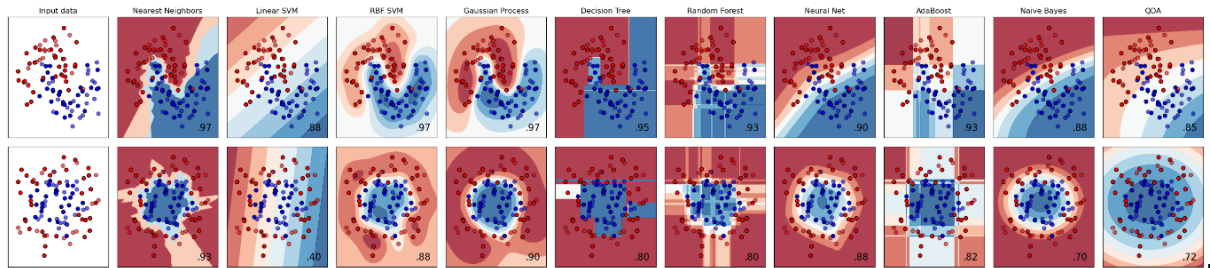 Input data Nearest Neighbors Linear SVM RBF SVM Gaussian Process Decision Tree Random Forest Neural Net AdaBoost Naive Bayes QDA
.97 .88 .97 .97 .95 .93 .90 .93 .88 .85
.93 .40 .88 .90 .80 .80 .88 .82 .70 .72